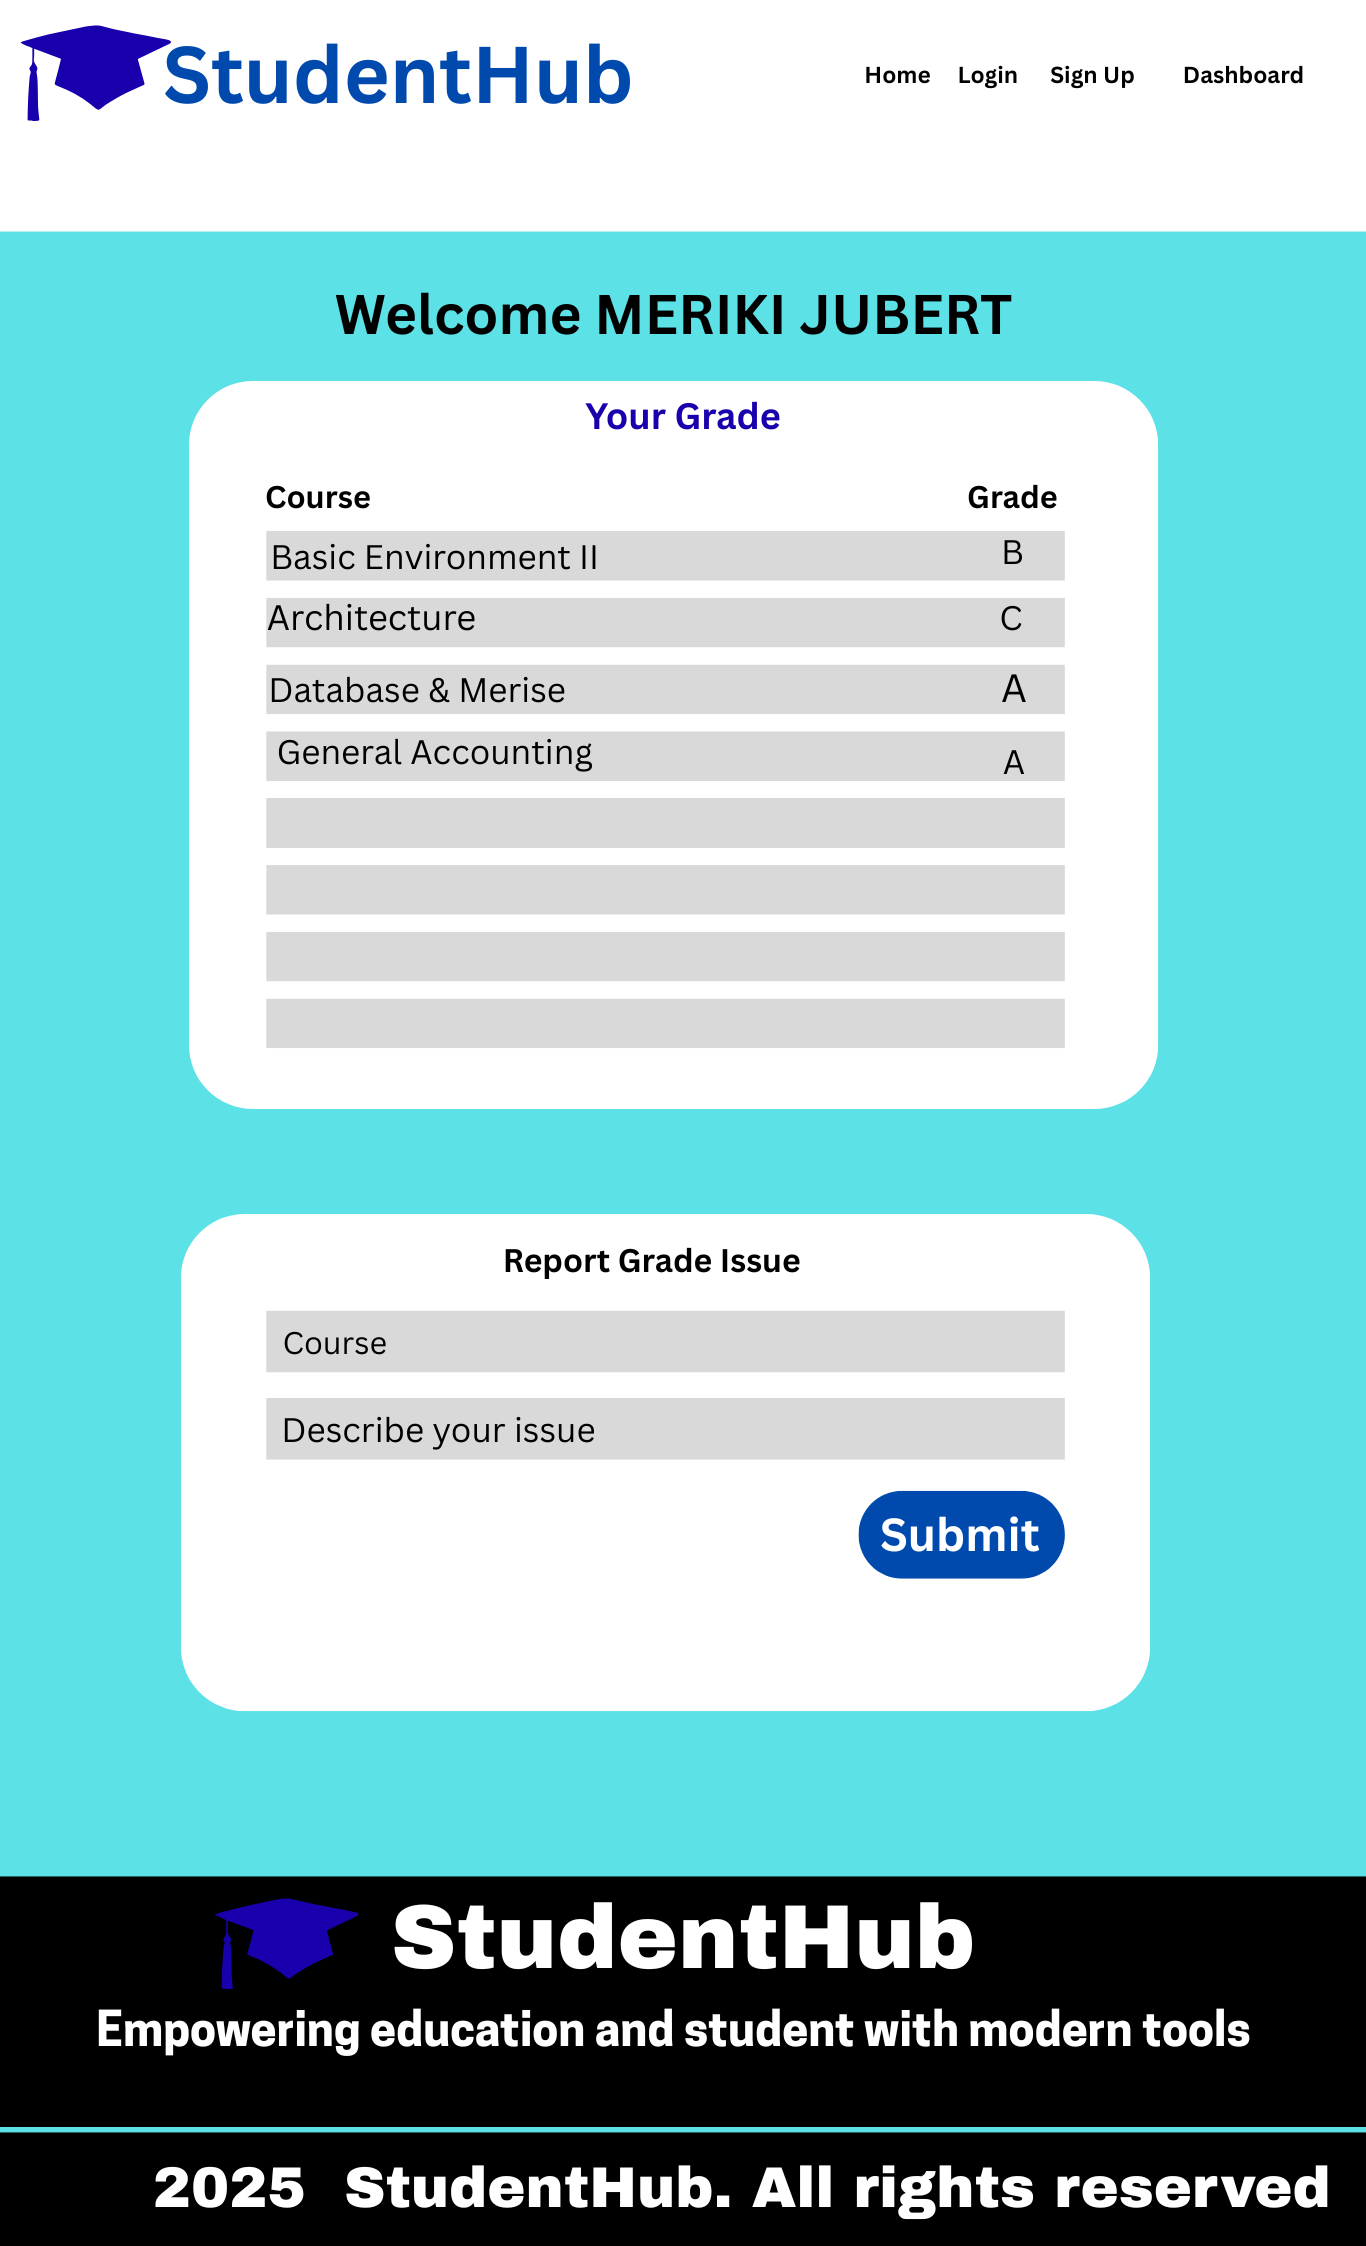 StudentHub
Home Login Sign Up Dashboard
Welcome MERIKI JUBERT
Your Grade
Course Grade
Basic Environment II B
Architecture C
Database & Merise A
General Accounting A
Report Grade Issue
Course
Describe your issue
Submit
StudentHub
Empowering education and student with modern tools
2025 StudentHub. All rights reserved